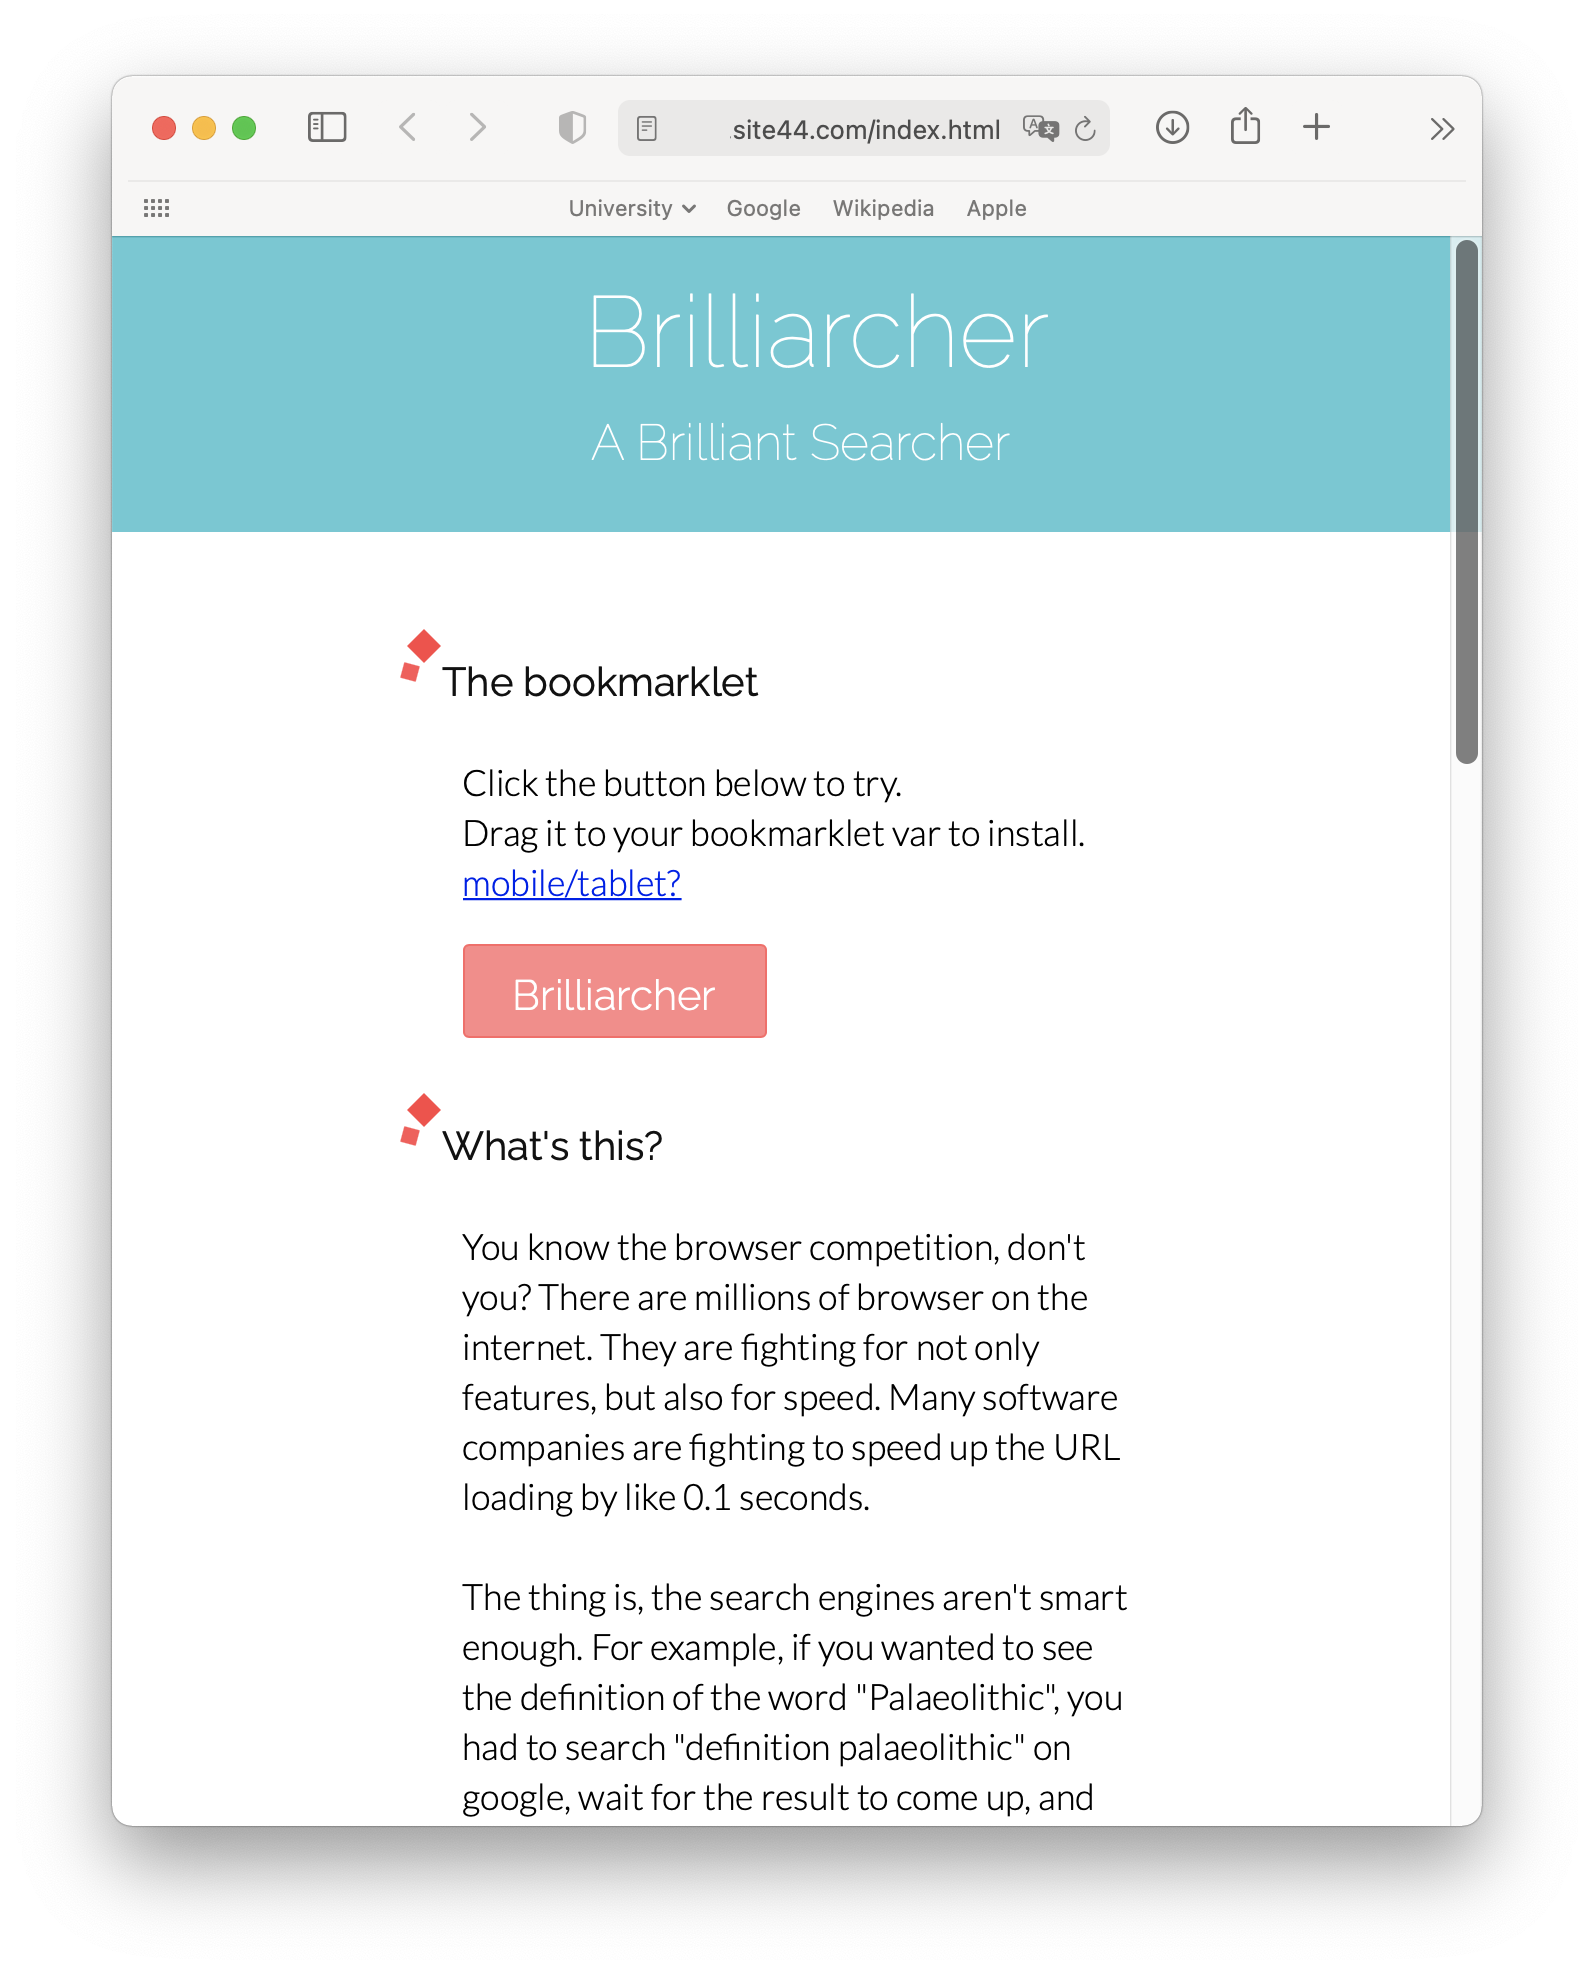 .site44.com/index.html
University Google Wikipedia Apple
Brilliarcher
A Brilliant Searcher
The bookmarklet
Click the button below to try.
Drag it to your bookmarklet var to install.
mobile/tablet?
Brilliarcher
What's this?
You know the browser competition, don't
you? There are millions of browser on the
internet. They are fighting for not only
features, but also for speed. Many software
companies are fighting to speed up the URL
loading by like 0.1 seconds.
The thing is, the search engines aren't smart
enough. For example, if you wanted to see
the definition of the word "Palaeolithic", you
had to search "definition palaeolithic" on
google, wait for the result to come up, and